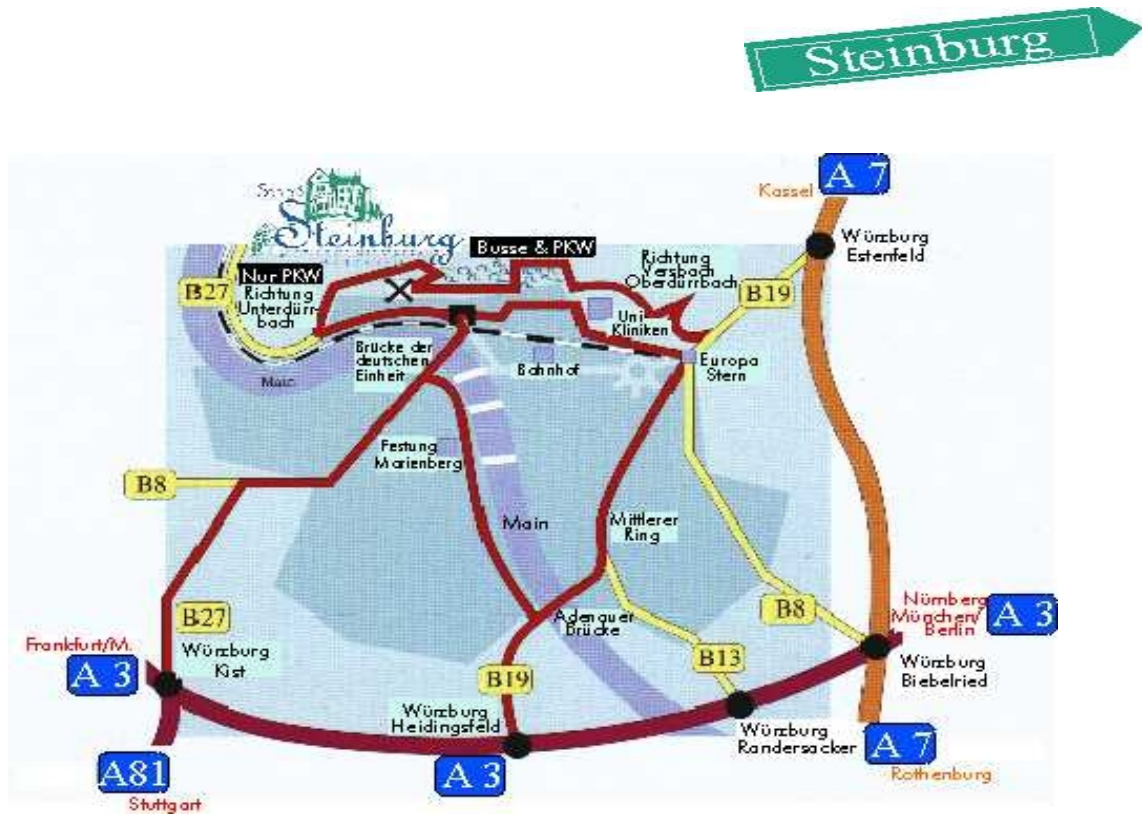 Steinburg
A 7
Kassel
Steinburg
Würzburg
Estenfeld
Busse & PKW
Nur PKW
Richtung
Unterdürr-
bach
B27
Richtung
Versbach
Oberdürrbach
B19
Uni-
Kliniken
Brücke der
deutschen
Einheit
Bahnhof
Europa
Stern
Main
Festung
Marienberg
B8
Main
Mittlerer
Ring
B27
Adenauer
Brücke
B8
Nürnberg
München/
Berlin
A 3
Frankfurt/M.
A 3
Würzburg
Kist
B19
B13
Würzburg
Biebelried
Würzburg
Heidingsfeld
Würzburg
Randersacker
A 7
Rothenburg
A81
Stuttgart
A 3